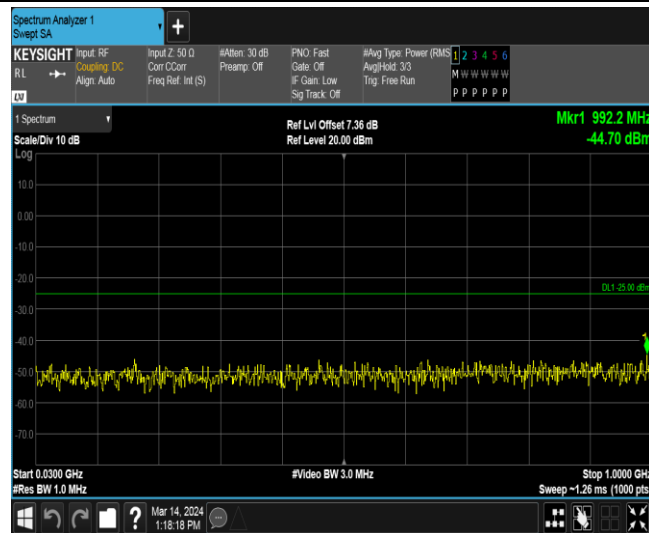 Spectrum Analyzer 1
Swept SA
+
KEYSIGHT
RL
LXI
Input: RF
Coupling: DC
Align: Auto
Input Z: 50 Ω
Corr CCorr
Freq Ref: Int (S)
#Atten: 30 dB
Preamp: Off
PNO: Fast
Gate: Off
IF Gain: Low
Sig Track: Off
#Avg Type: Power (RMS
Avg|Hold: 3/3
Trig: Free Run
1 2 3 4 5 6
M W W W W W
P P P P P P
1 Spectrum
Scale/Div 10 dB
Ref Lvl Offset 7.36 dB
Ref Level 20.00 dBm
Mkr1 992.2 MHz
-44.70 dBm
Log
10.0
0.00
-10.0
-20.0
DL1 -25.00 dBm
-30.0
-40.0
-50.0
-60.0
-70.0
Start 0.0300 GHz
#Video BW 3.0 MHz
Stop 1.0000 GHz
#Res BW 1.0 MHz
Sweep ~1.26 ms (1000 pts
?
Mar 14, 2024
1:18:18 PM